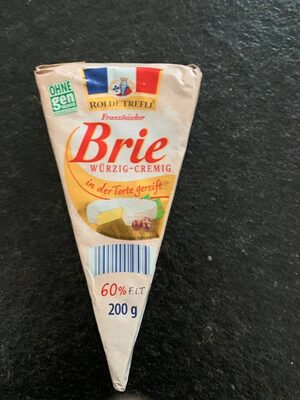 OHNE
gen
ROI DE TREFLE
Französischer
Brie
WÜRZIG-CREMIG
in der Torte gereift
60% F.i.T.
200 g